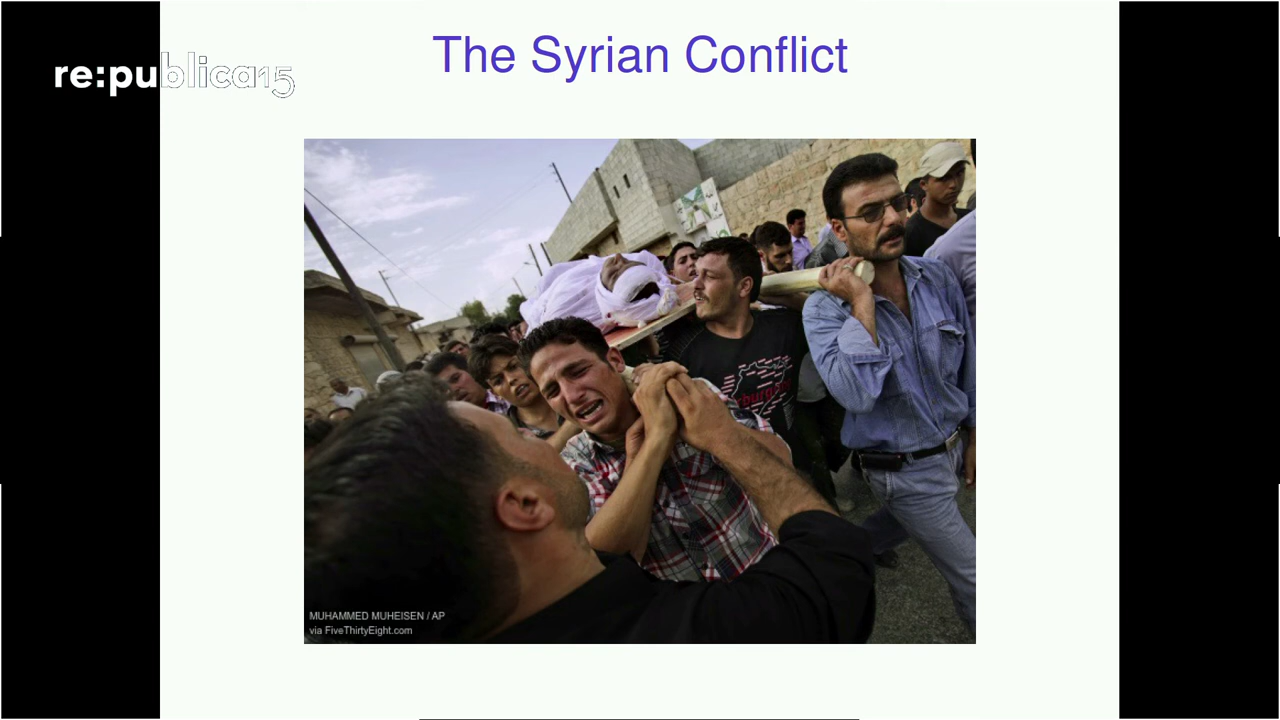 The Syrian Conflict
re:publica15
MUHAMMED MUHEISEN / AP
via FiveThirtyEight.com